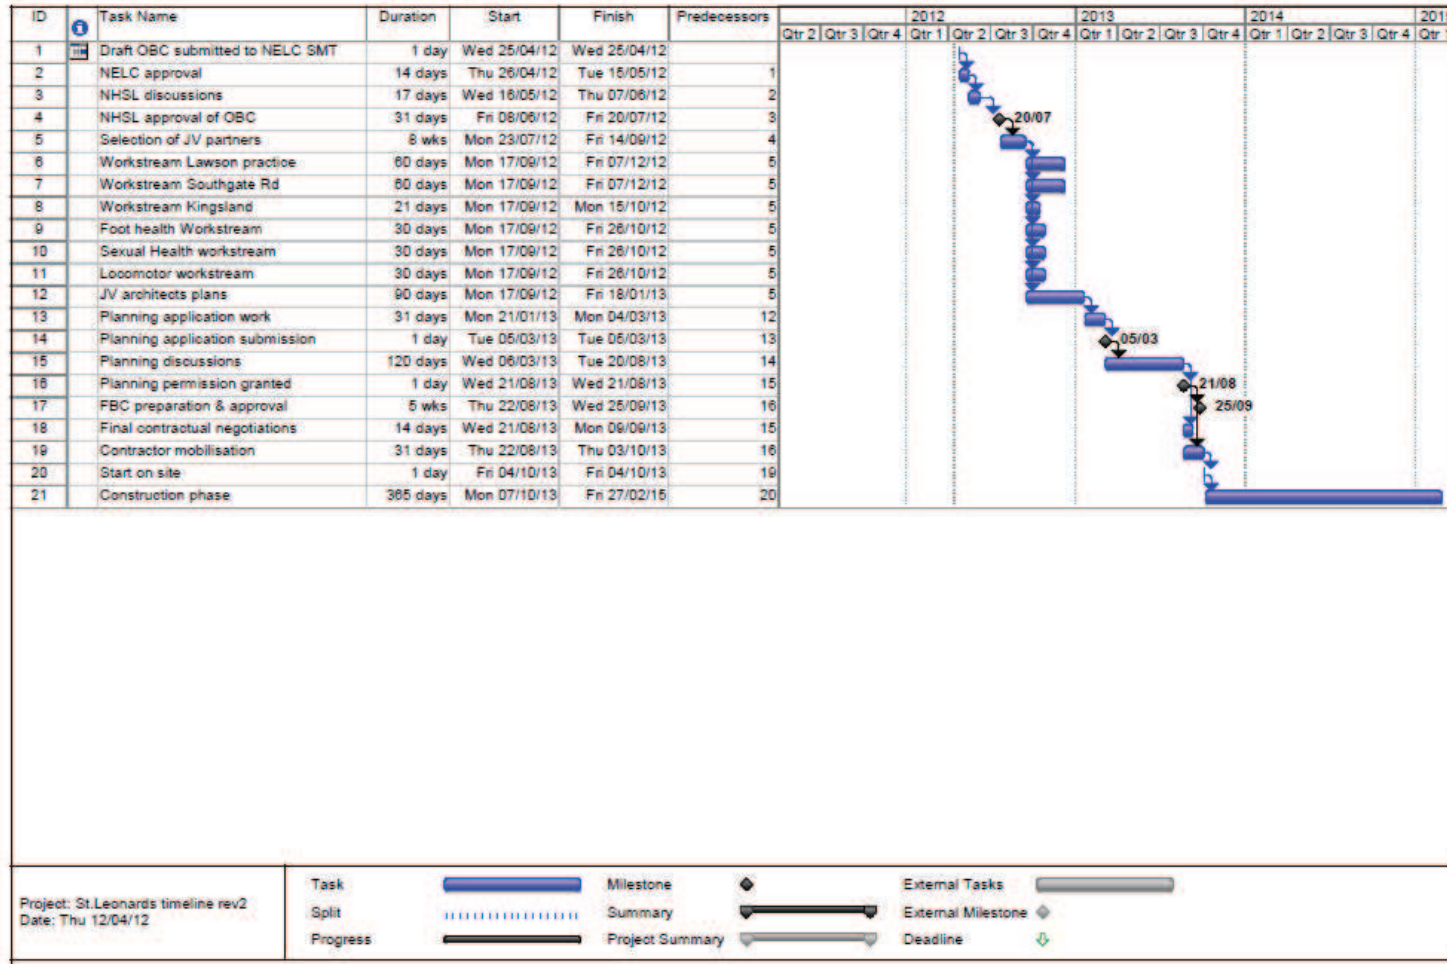 ID Task Name Duration Start Finish Predecessors 2012 2013 2014 201
Qtr 2 Qtr 3 Qtr 4 Qtr 1 Qtr 2 Qtr 3 Qtr 4 Qtr 1 Qtr 2 Qtr 3 Qtr 4 Qtr 1 Qtr 2 Qtr 3 Qtr 4 Qtr
1 Draft OBC submitted to NELC SMT 1 day Wed 25/04/12 Wed 25/04/12
2 NELC approval 14 days Thu 26/04/12 Tue 15/05/12 1
3 NHSL discussions 17 days Wed 16/05/12 Thu 07/06/12 2
4 NHSL approval of OBC 31 days Fri 08/06/12 Fri 20/07/12 3 20/07
5 Selection of JV partners 8 wks Mon 23/07/12 Fri 14/09/12 4
6 Workstream Lawson practice 60 days Mon 17/09/12 Fri 07/12/12 5
7 Workstream Southgate Rd 60 days Mon 17/09/12 Fri 07/12/12 5
8 Workstream Kingsland 21 days Mon 17/09/12 Mon 15/10/12 5
9 Foot health Workstream 30 days Mon 17/09/12 Fri 26/10/12 5
10 Sexual Health workstream 30 days Mon 17/09/12 Fri 26/10/12 5
11 Locomotor workstream 30 days Mon 17/09/12 Fri 26/10/12 5
12 JV architects plans 90 days Mon 17/09/12 Fri 18/01/13 5
13 Planning application work 31 days Mon 21/01/13 Mon 04/03/13 12
14 Planning application submission 1 day Tue 05/03/13 Tue 05/03/13 13 05/03
15 Planning discussions 120 days Wed 06/03/13 Tue 20/08/13 14
16 Planning permission granted 1 day Wed 21/08/13 Wed 21/08/13 15 21/08
17 FBC preparation & approval 5 wks Thu 22/08/13 Wed 25/09/13 16 25/09
18 Final contractual negotiations 14 days Wed 21/08/13 Mon 09/09/13 15
19 Contractor mobilisation 31 days Thu 22/08/13 Thu 03/10/13 16
20 Start on site 1 day Fri 04/10/13 Fri 04/10/13 19
21 Construction phase 365 days Mon 07/10/13 Fri 27/02/15 20
Project: St.Leonards timeline rev2
Date: Thu 12/04/12
Task Milestone External Tasks
Split Summary External Milestone
Progress Project Summary Deadline